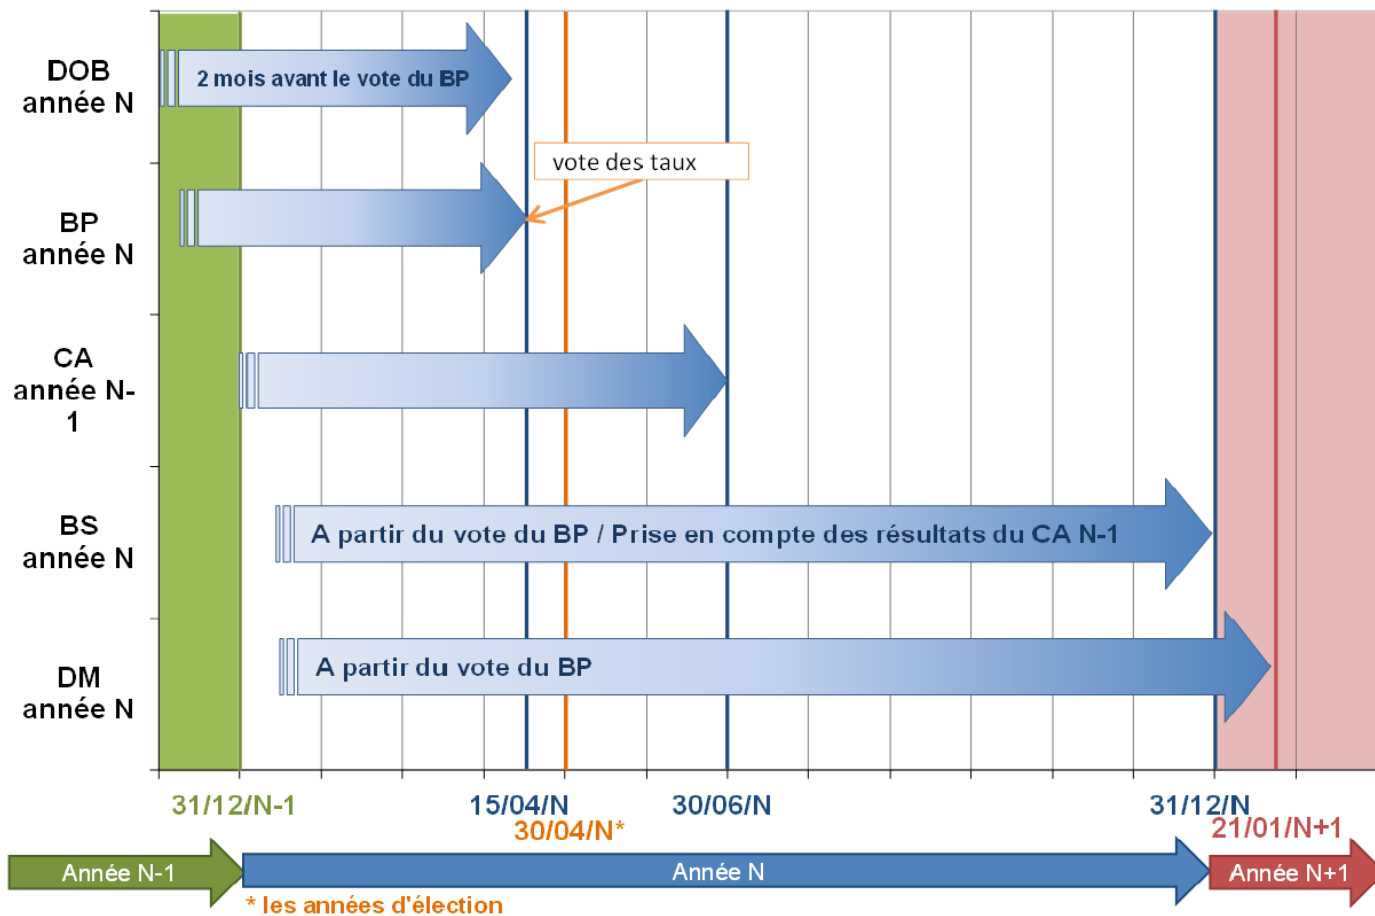 DOB
année N
2 mois avant le vote du BP
vote des taux
BP
année N
CA
année N-
1
BS
année N
A partir du vote du BP / Prise en compte des résultats du CA N-1
DM
année N
A partir du vote du BP
31/12/N-1
15/04/N
30/06/N
31/12/N
30/04/N*
21/01/N+1
Année N-1
Année N
Année N+1
* les années d'élection